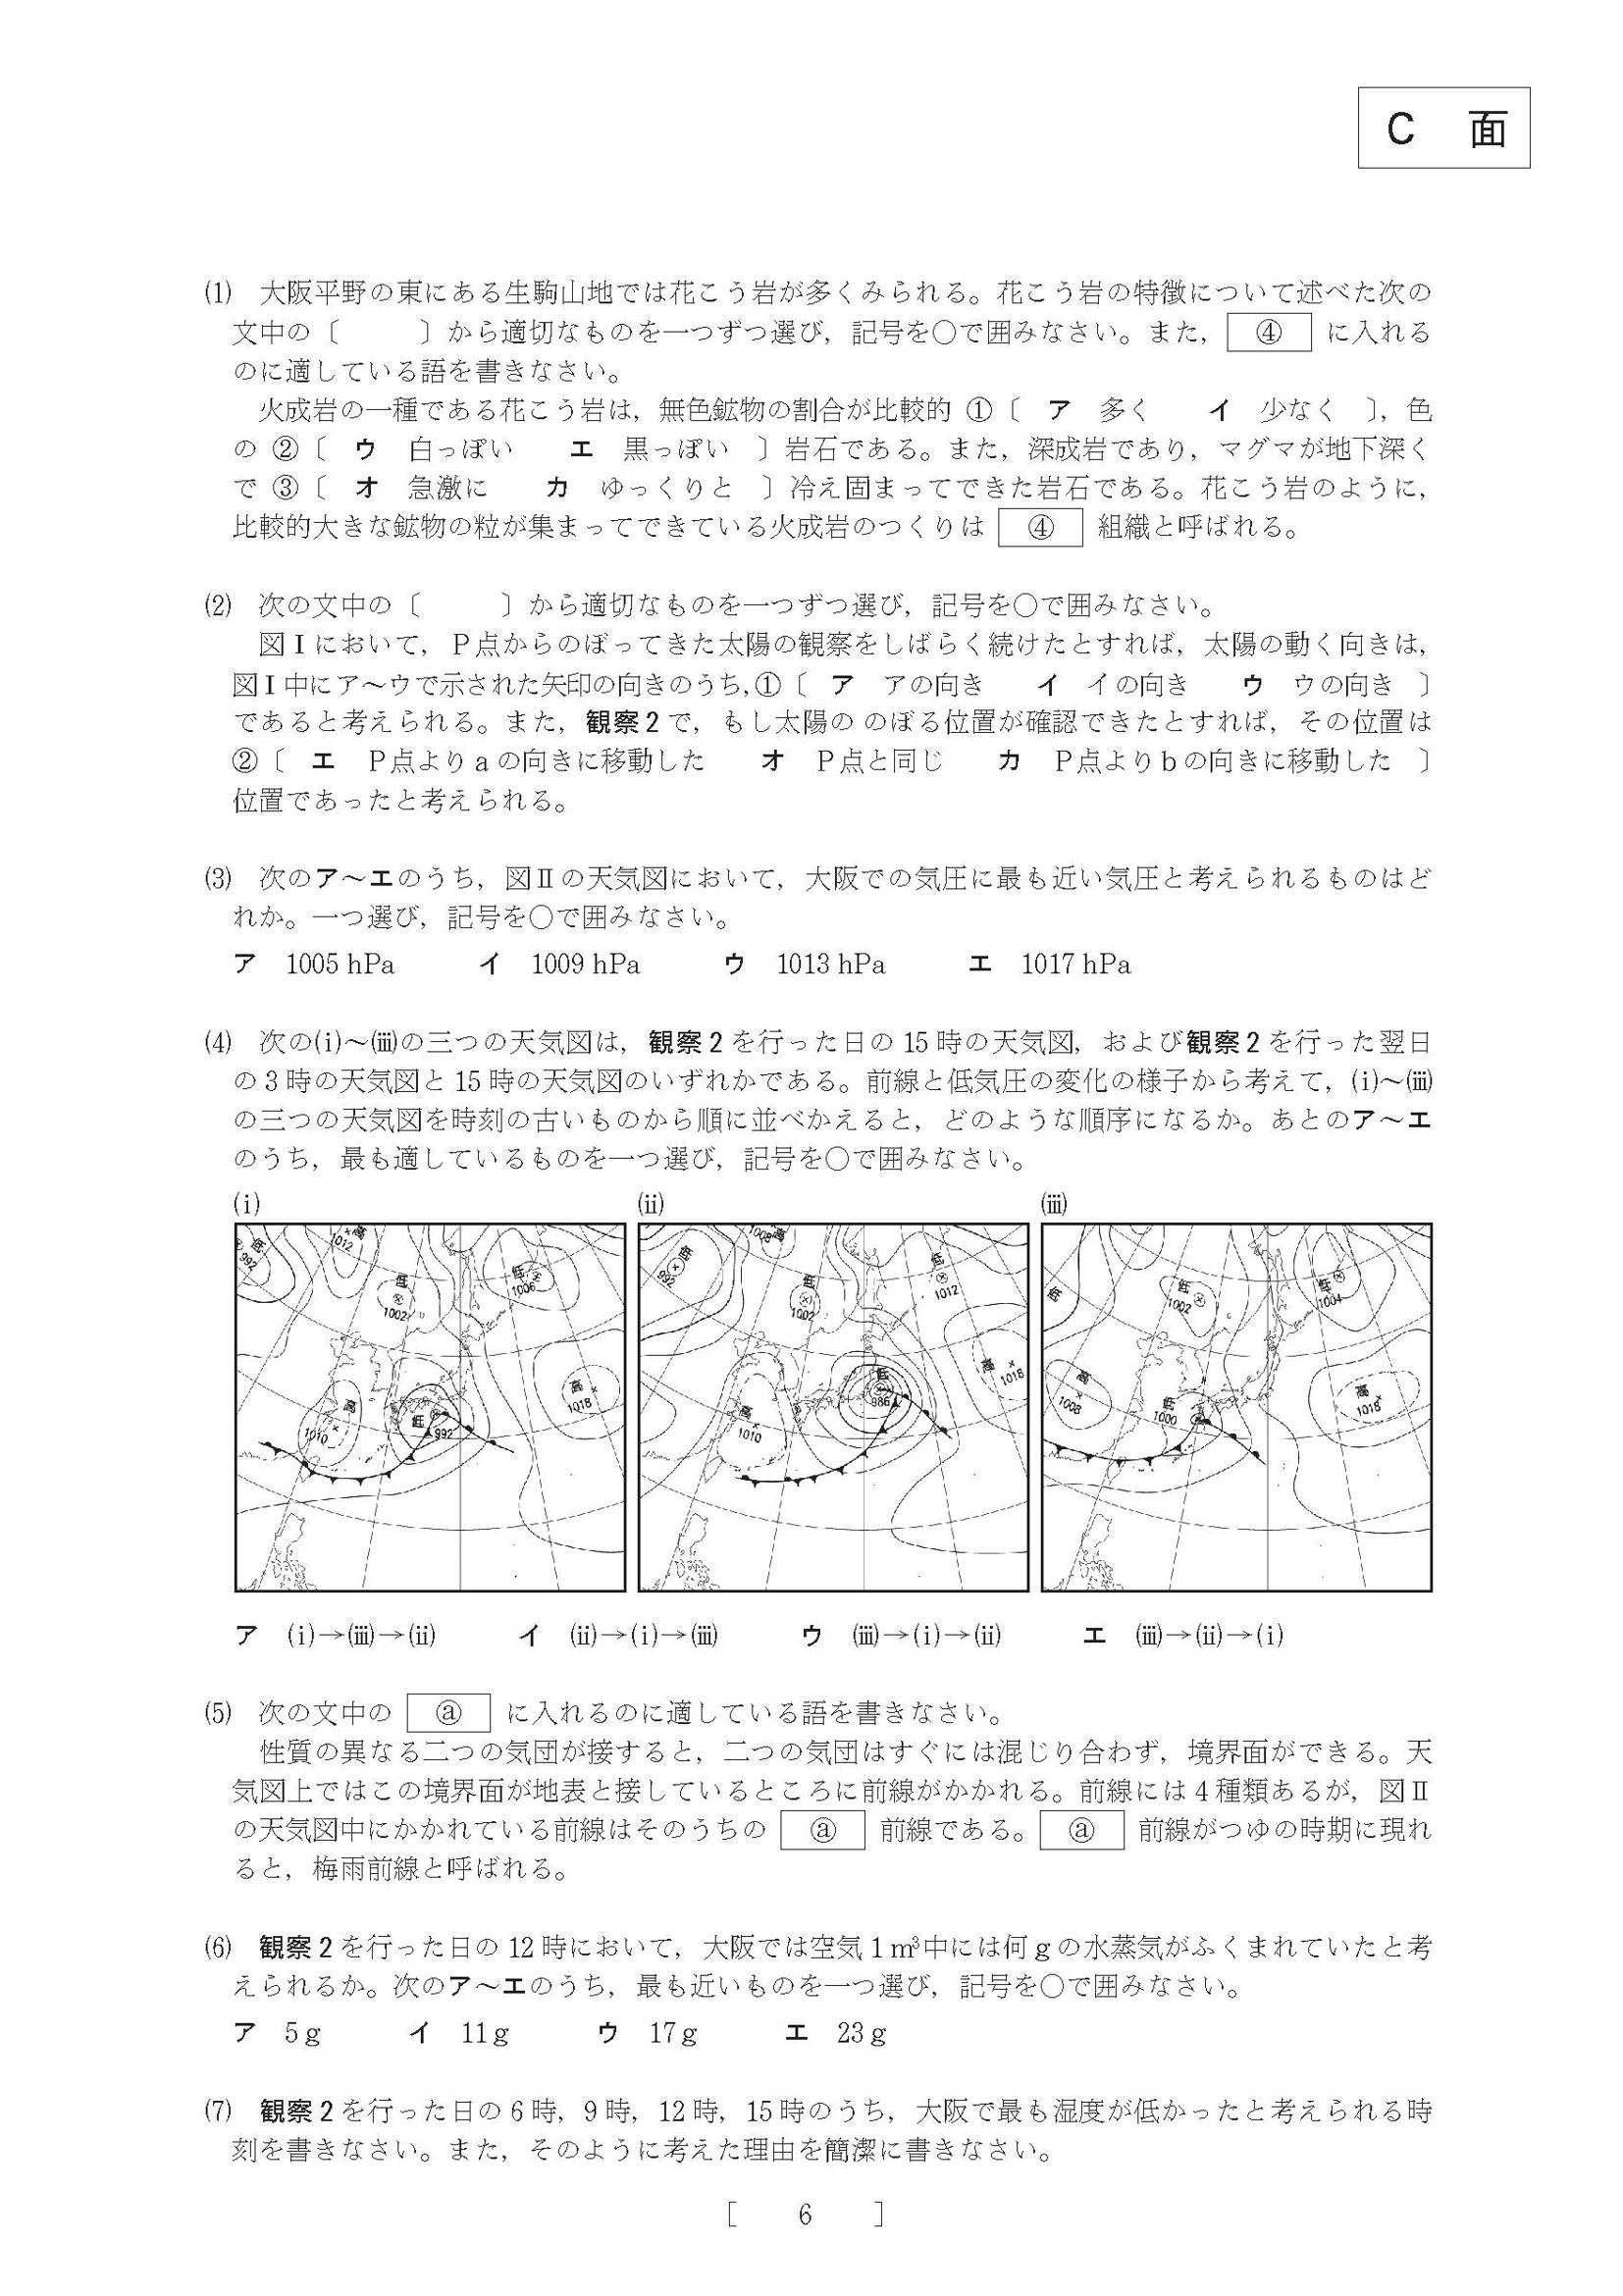 C 面
(1) 大阪平野の東にある生駒山地では花こう岩が多くみられる。花こう岩の特徴について述べた次の
文中の〔　　　〕から適切なものを一つずつ選び，記号を○で囲みなさい。また， ④ に入れる
のに適している語を書きなさい。
火成岩の一種である花こう岩は，無色鉱物の割合が比較的 ①〔 ア 多く イ 少なく 〕，色
の ②〔 ウ 白っぽい エ 黒っぽい 〕岩石である。また，深成岩であり，マグマが地下深く
で ③〔 オ 急激に カ ゆっくりと 〕冷え固まってできた岩石である。花こう岩のように，
比較的大きな鉱物の粒が集まってできている火成岩のつくりは ④ 組織と呼ばれる。
(2) 次の文中の〔　　　〕から適切なものを一つずつ選び，記号を○で囲みなさい。
図Ⅰにおいて，P点からのぼってきた太陽の観察をしばらく続けたとすれば，太陽の動く向きは，
図Ⅰ中にア〜ウで示された矢印の向きのうち，①〔 ア アの向き イ イの向き ウ ウの向き 〕
であると考えられる。また，観察2で，もし太陽の のぼる位置が確認できたとすれば，その位置は
②〔 エ P点よりaの向きに移動した オ P点と同じ カ P点よりbの向きに移動した 〕
位置であったと考えられる。
(3) 次のア〜エのうち，図Ⅱの天気図において，大阪での気圧に最も近い気圧と考えられるものはど
れか。一つ選び，記号を○で囲みなさい。
ア 1005 hPa イ 1009 hPa ウ 1013 hPa エ 1017 hPa
(4) 次の(ⅰ)〜(ⅲ)の三つの天気図は，観察2を行った日の15時の天気図，および観察2を行った翌日
の3時の天気図と15時の天気図のいずれかである。前線と低気圧の変化の様子から考えて，(ⅰ)〜(ⅲ)
の三つの天気図を時刻の古いものから順に並べかえると，どのような順序になるか。あとのア〜エ
のうち，最も適しているものを一つ選び，記号を○で囲みなさい。
(ⅰ) (ⅱ) (ⅲ)
低 992 高 1012 低 1002 低 1006 高 1018 高 1010 低 992
低 992 1008 高 低 1002 低 1012 高 1018 高 1010 低 986
低 低 1002 低 1004 高 1008 低 1000 高 1018
ア (ⅰ)→(ⅲ)→(ⅱ) イ (ⅱ)→(ⅰ)→(ⅲ) ウ (ⅲ)→(ⅰ)→(ⅱ) エ (ⅲ)→(ⅱ)→(ⅰ)
(5) 次の文中の ⓐ に入れるのに適している語を書きなさい。
性質の異なる二つの気団が接すると，二つの気団はすぐには混じり合わず，境界面ができる。天
気図上ではこの境界面が地表と接しているところに前線がかかれる。前線には4種類あるが，図Ⅱ
の天気図中にかかれている前線はそのうちの ⓐ 前線である。 ⓐ 前線がつゆの時期に現れ
ると，梅雨前線と呼ばれる。
(6) 観察2を行った日の12時において，大阪では空気1m³中には何gの水蒸気がふくまれていたと考
えられるか。次のア〜エのうち，最も近いものを一つ選び，記号を○で囲みなさい。
ア 5g イ 11g ウ 17g エ 23g
(7) 観察2を行った日の6時，9時，12時，15時のうち，大阪で最も湿度が低かったと考えられる時
刻を書きなさい。また，そのように考えた理由を簡潔に書きなさい。
［ 6 ］